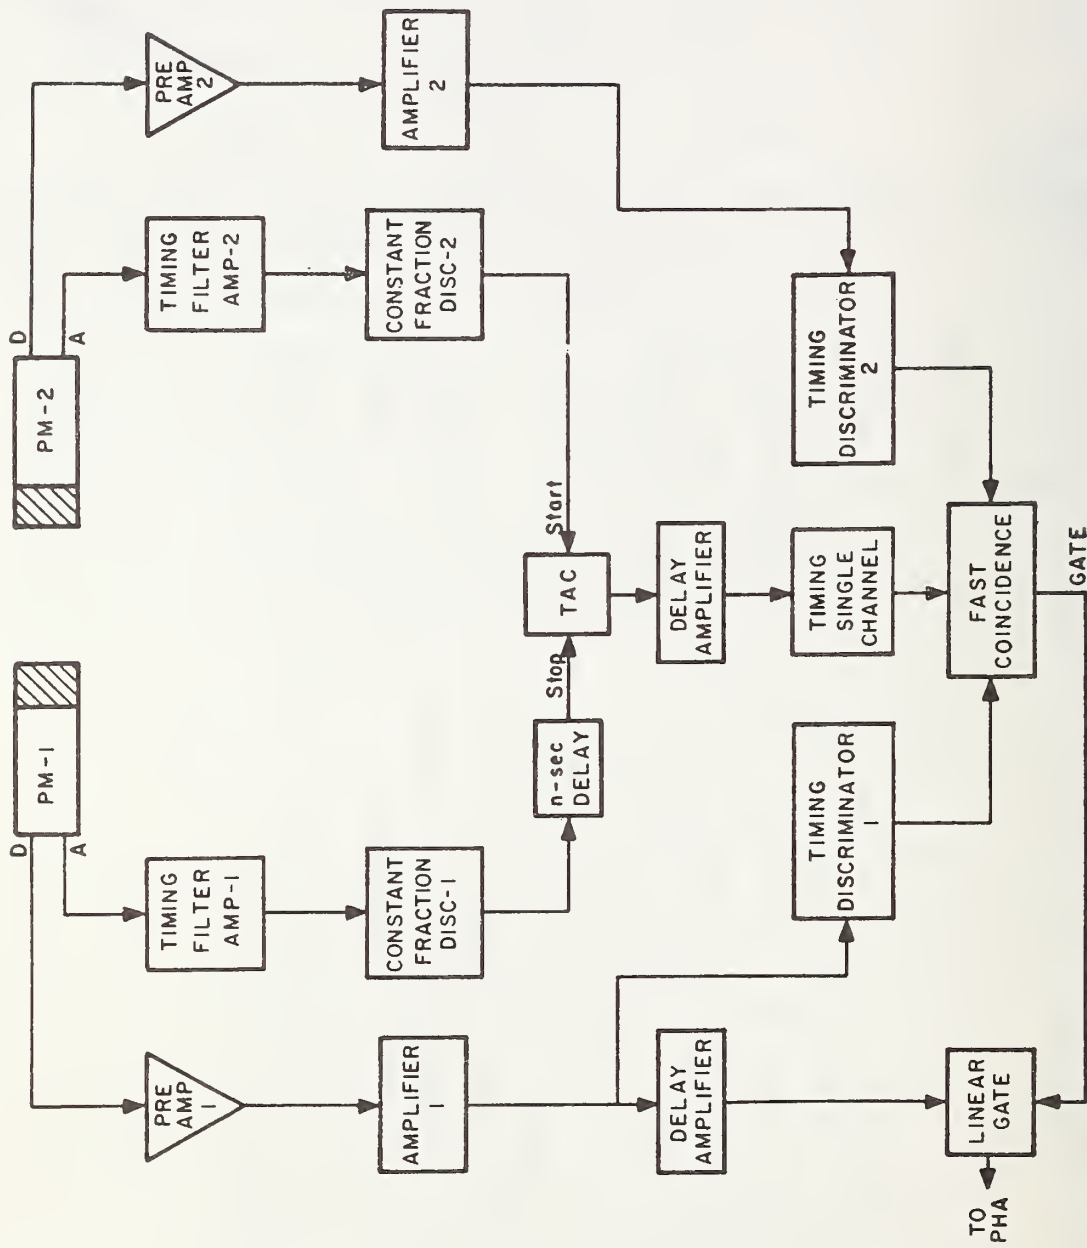 D
PM-1
A
D
PM-2
A
PRE
AMP
1
TIMING
FILTER
AMP-1
TIMING
FILTER
AMP-2
PRE
AMP
2
AMPLIFIER
1
CONSTANT
FRACTION
DISC-1
CONSTANT
FRACTION
DISC-2
AMPLIFIER
2
n-sec
DELAY
Stop
TAC
Start
DELAY
AMPLIFIER
DELAY
AMPLIFIER
TIMING
DISCRIMINATOR
1
TIMING
SINGLE
CHANNEL
TIMING
DISCRIMINATOR
2
TO
PHA
LINEAR
GATE
FAST
COINCIDENCE
GATE